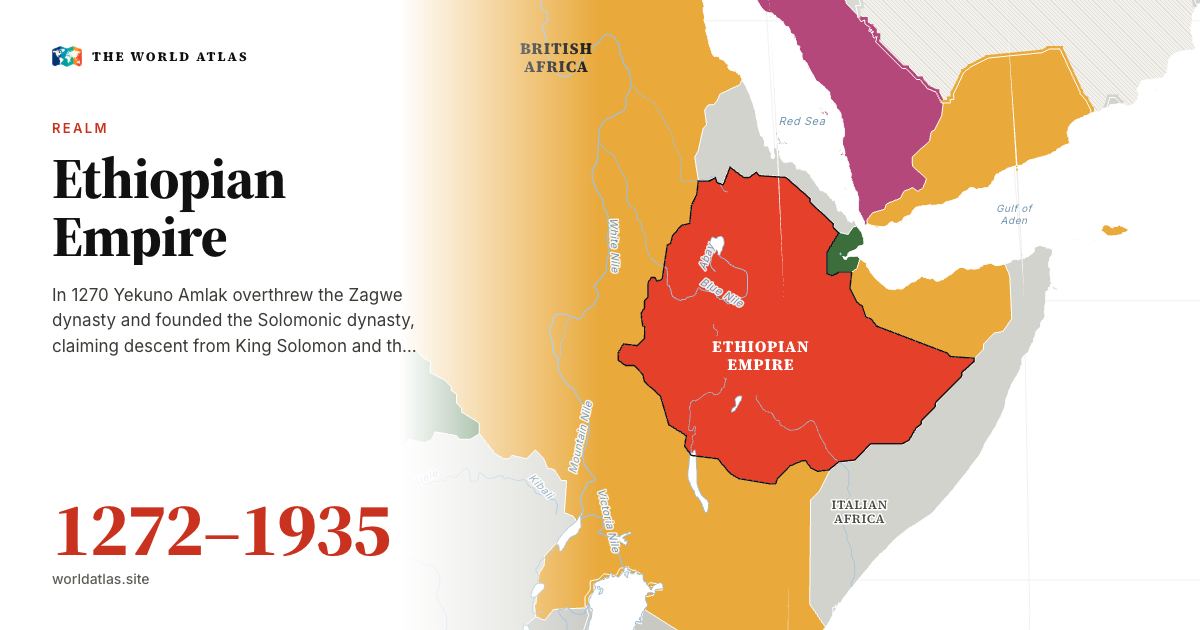 THE WORLD ATLAS
REALM
Ethiopian
Empire
In 1270 Yekuno Amlak overthrew the Zagwe
dynasty and founded the Solomonic dynasty,
claiming descent from King Solomon and th...
1272–1935
worldatlas.site
BRITISH
AFRICA
Red Sea
Gulf of
Aden
White Nile
Abay
Blue Nile
ETHIOPIAN
EMPIRE
Mountain Nile
Kibali
Victoria Nile
ITALIAN
AFRICA